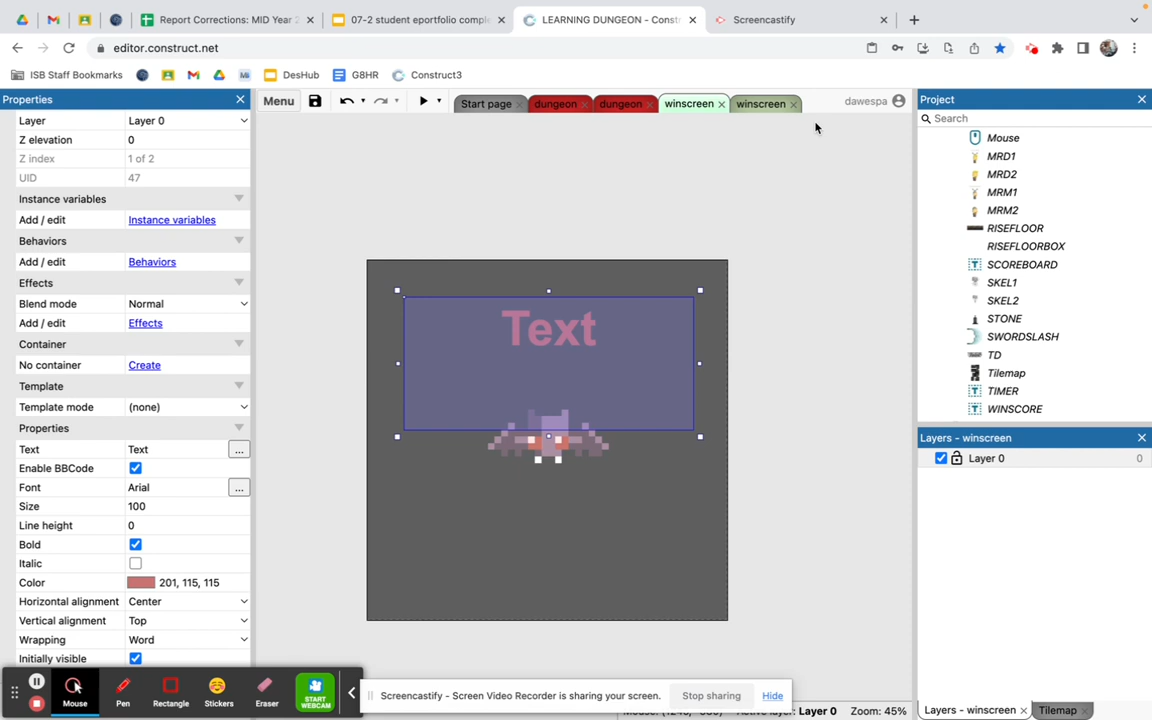 Report Corrections: MID Year 2
07-2 student eportfolio comple
LEARNING DUNGEON - Constr
Screencastify
editor.construct.net
ISB Staff Bookmarks
DesHub
G8HR
Construct3
Properties
Menu
Start page
dungeon
dungeon
winscreen
winscreen
dawespa
Project
Layer
Layer 0
Z elevation
0
Z index
1 of 2
UID
47
Instance variables
Add / edit
Instance variables
Behaviors
Add / edit
Behaviors
Effects
Blend mode
Normal
Add / edit
Effects
Container
No container
Create
Template
Template mode
(none)
Properties
Text
Text
...
Enable BBCode
Font
Arial
...
Size
100
Line height
0
Bold
Italic
Color
201, 115, 115
Horizontal alignment
Center
Vertical alignment
Top
Wrapping
Word
Initially visible
Text
Search
Mouse
MRD1
MRD2
MRM1
MRM2
RISEFLOOR
RISEFLOORBOX
SCOREBOARD
SKEL1
SKEL2
STONE
SWORDSLASH
TD
Tilemap
TIMER
WINSCORE
Layers - winscreen
Layer 0
0
Mouse
Pen
Rectangle
Stickers
Eraser
START WEBCAM
Screencastify - Screen Video Recorder is sharing your screen.
Stop sharing
Hide
Active layer: Layer 0
Zoom: 45%
Layers - winscreen
Tilemap